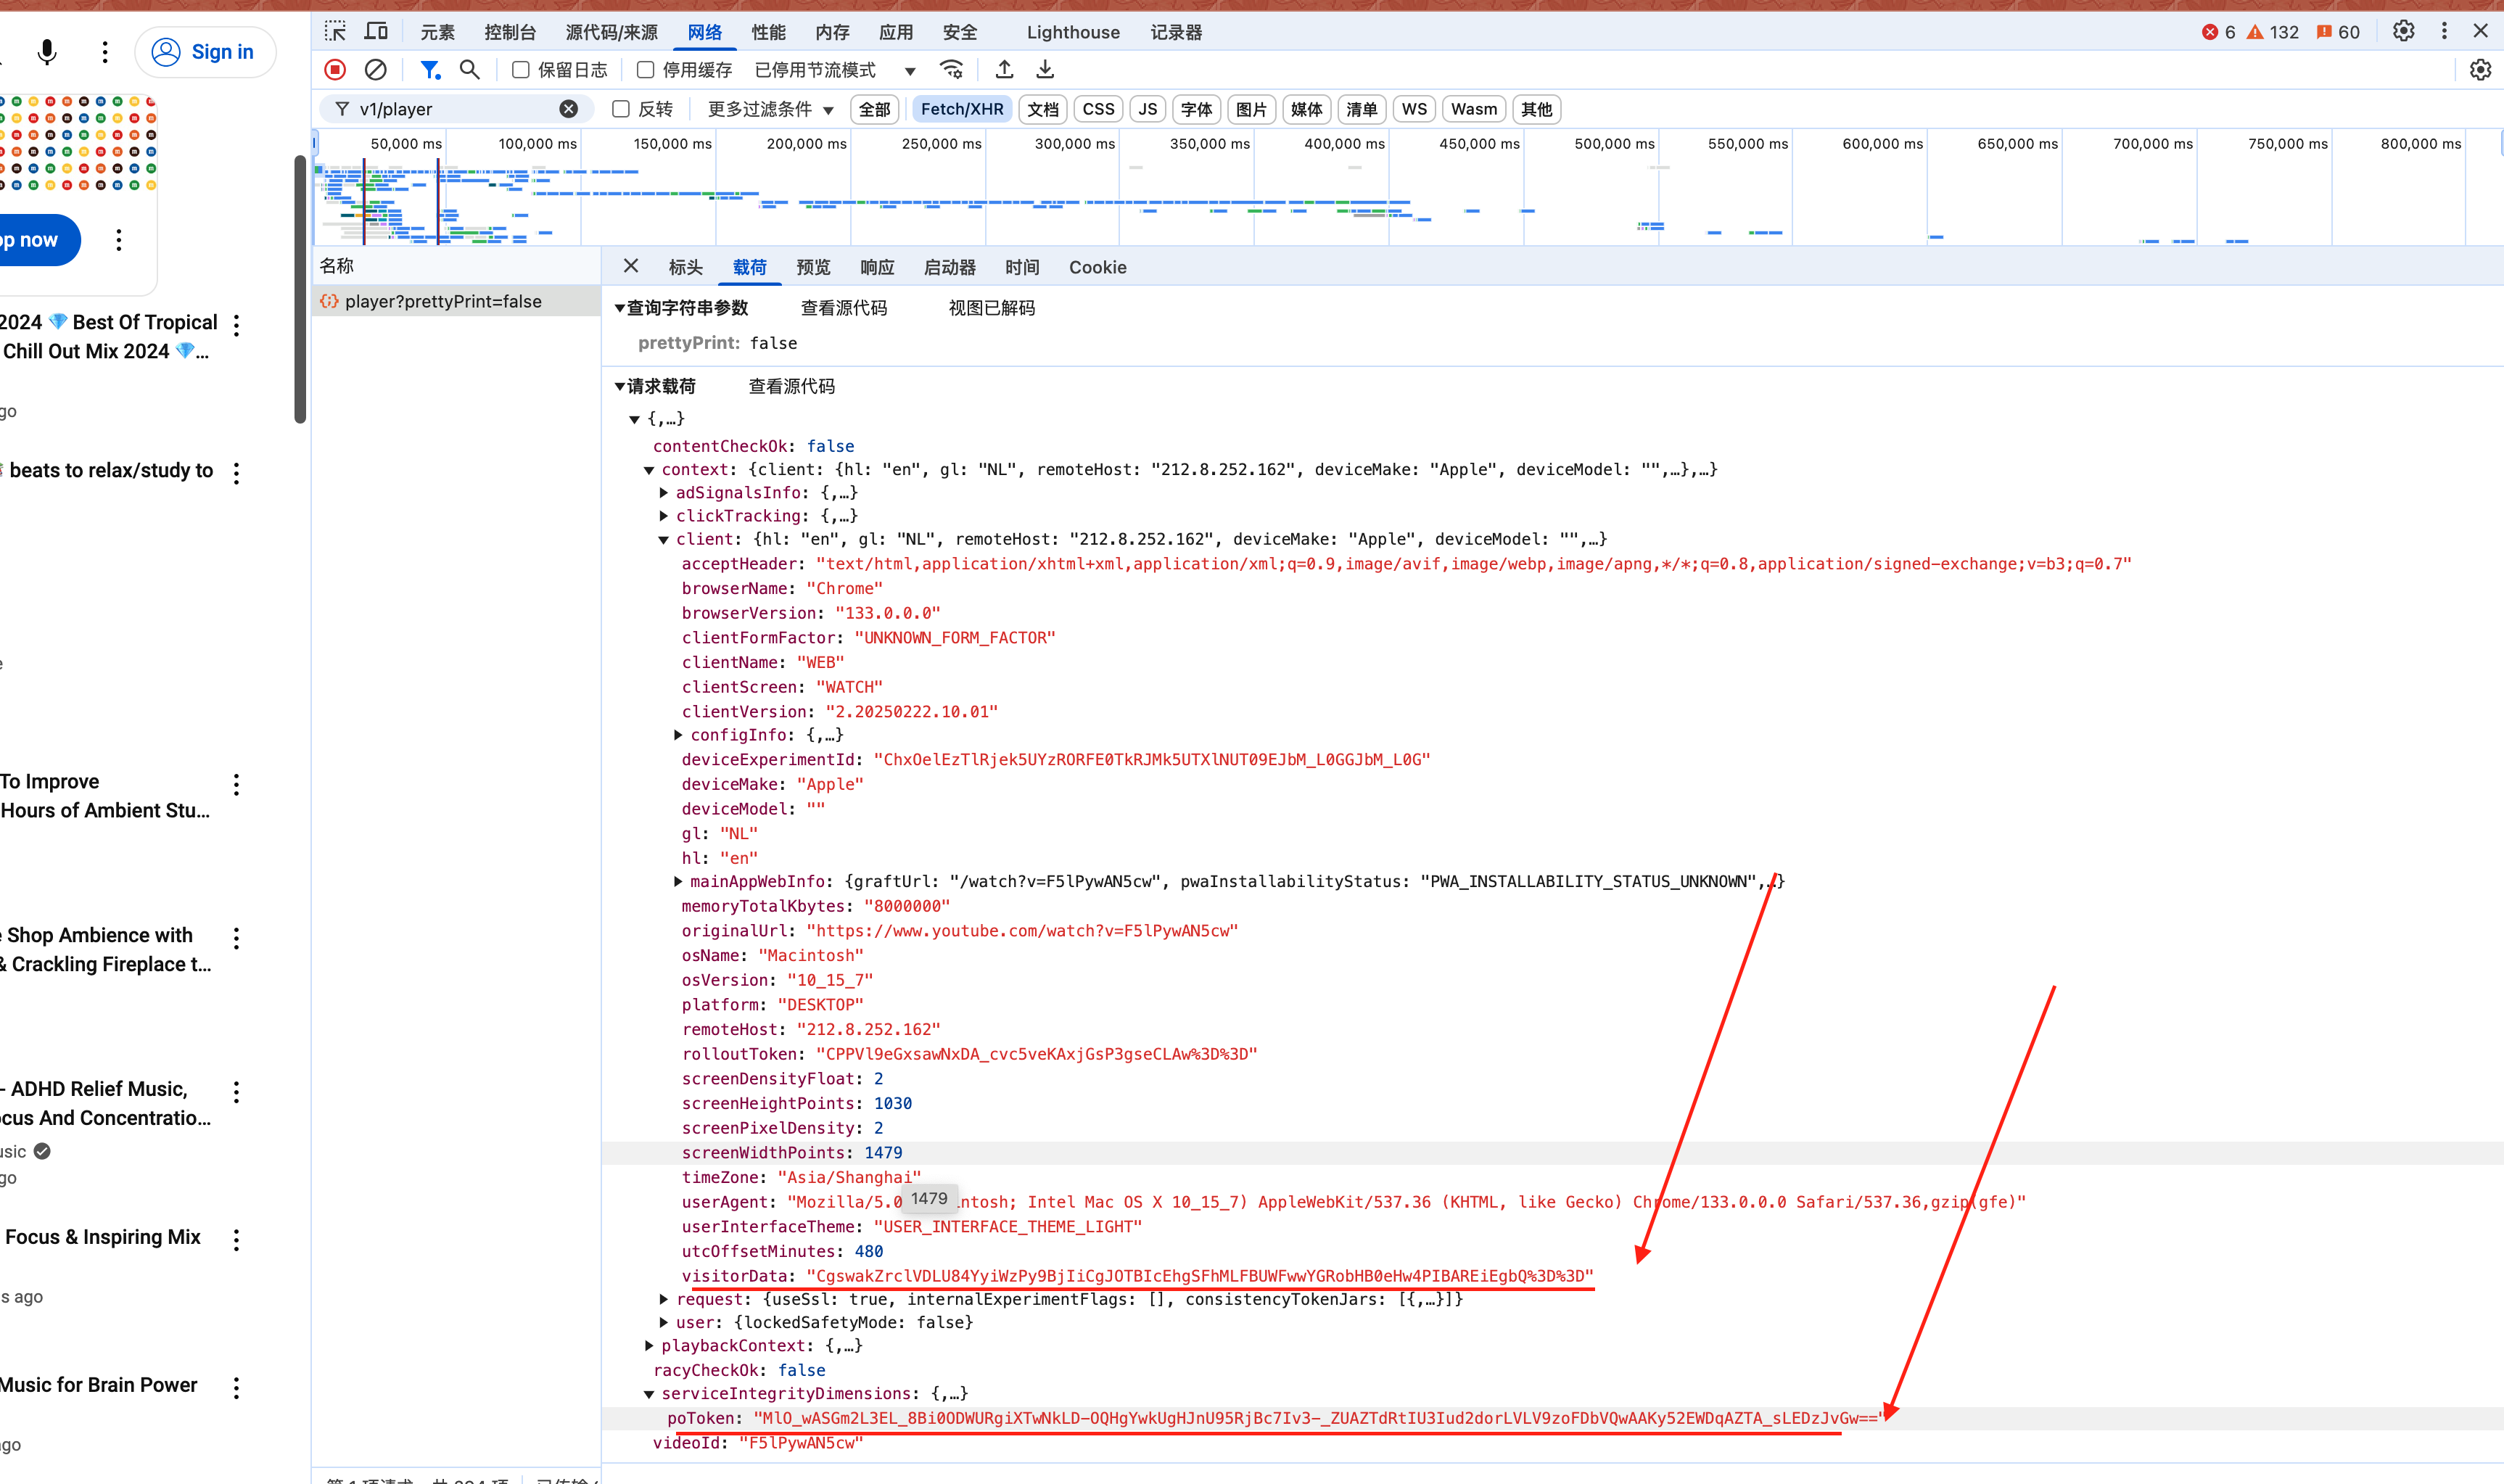 Sign in
op now
2024 💎 Best Of Tropical
Chill Out Mix 2024 💎...
go
beats to relax/study to
e
To Improve
Hours of Ambient Stu...
e Shop Ambience with
& Crackling Fireplace t...
- ADHD Relief Music,
ocus And Concentratio...
usic
go
Focus & Inspiring Mix
s ago
Music for Brain Power
ago
元素 控制台 源代码/来源 网络 性能 内存 应用 安全 Lighthouse 记录器 6 132 60
保留日志 停用缓存 已停用节流模式
v1/player 反转 更多过滤条件 全部 Fetch/XHR 文档 CSS JS 字体 图片 媒体 清单 WS Wasm 其他
50,000 ms 100,000 ms 150,000 ms 200,000 ms 250,000 ms 300,000 ms 350,000 ms 400,000 ms 450,000 ms 500,000 ms 550,000 ms 600,000 ms 650,000 ms 700,000 ms 750,000 ms 800,000 ms
名称
player?prettyPrint=false
标头 载荷 预览 响应 启动器 时间 Cookie
查询字符串参数 查看源代码 视图已解码
prettyPrint: false
请求载荷 查看源代码
{,…}
contentCheckOk: false
context: {client: {hl: "en", gl: "NL", remoteHost: "212.8.252.162", deviceMake: "Apple", deviceModel: "",…},…}
adSignalsInfo: {,…}
clickTracking: {,…}
client: {hl: "en", gl: "NL", remoteHost: "212.8.252.162", deviceMake: "Apple", deviceModel: "",…}
acceptHeader: "text/html,application/xhtml+xml,application/xml;q=0.9,image/avif,image/webp,image/apng,*/*;q=0.8,application/signed-exchange;v=b3;q=0.7"
browserName: "Chrome"
browserVersion: "133.0.0.0"
clientFormFactor: "UNKNOWN_FORM_FACTOR"
clientName: "WEB"
clientScreen: "WATCH"
clientVersion: "2.20250222.10.01"
configInfo: {,…}
deviceExperimentId: "ChxOelEzTlRjek5UYzRORFE0TkRJMk5UTXlNUT09EJbM_L0GGJbM_L0G"
deviceMake: "Apple"
deviceModel: ""
gl: "NL"
hl: "en"
mainAppWebInfo: {graftUrl: "/watch?v=F5lPywAN5cw", pwaInstallabilityStatus: "PWA_INSTALLABILITY_STATUS_UNKNOWN",…}
memoryTotalKbytes: "8000000"
originalUrl: "https://www.youtube.com/watch?v=F5lPywAN5cw"
osName: "Macintosh"
osVersion: "10_15_7"
platform: "DESKTOP"
remoteHost: "212.8.252.162"
rolloutToken: "CPPVl9eGxsawNxDA_cvc5veKAxjGsP3gseCLAw%3D%3D"
screenDensityFloat: 2
screenHeightPoints: 1030
screenPixelDensity: 2
screenWidthPoints: 1479
timeZone: "Asia/Shanghai"
1479
userAgent: "Mozilla/5.0 ntosh; Intel Mac OS X 10_15_7) AppleWebKit/537.36 (KHTML, like Gecko) Chrome/133.0.0.0 Safari/537.36,gzip(gfe)"
userInterfaceTheme: "USER_INTERFACE_THEME_LIGHT"
utcOffsetMinutes: 480
visitorData: "CgswakZrclVDLU84YyiWzPy9BjIiCgJOTBIcEhgSFhMLFBUWFwwYGRobHB0eHw4PIBAREiEgbQ%3D%3D"
request: {useSsl: true, internalExperimentFlags: [], consistencyTokenJars: [{,…}]}
user: {lockedSafetyMode: false}
playbackContext: {,…}
racyCheckOk: false
serviceIntegrityDimensions: {,…}
poToken: "MlO_wASGm2L3EL_8Bi0ODWURgiXTwNkLD-OQHgYwkUgHJnU95RjBc7Iv3-_ZUAZTdRtIU3Iud2dorLVLV9zoFDbVQwAAKy52EWDqAZTA_sLEDzJvGw=="
videoId: "F5lPywAN5cw"